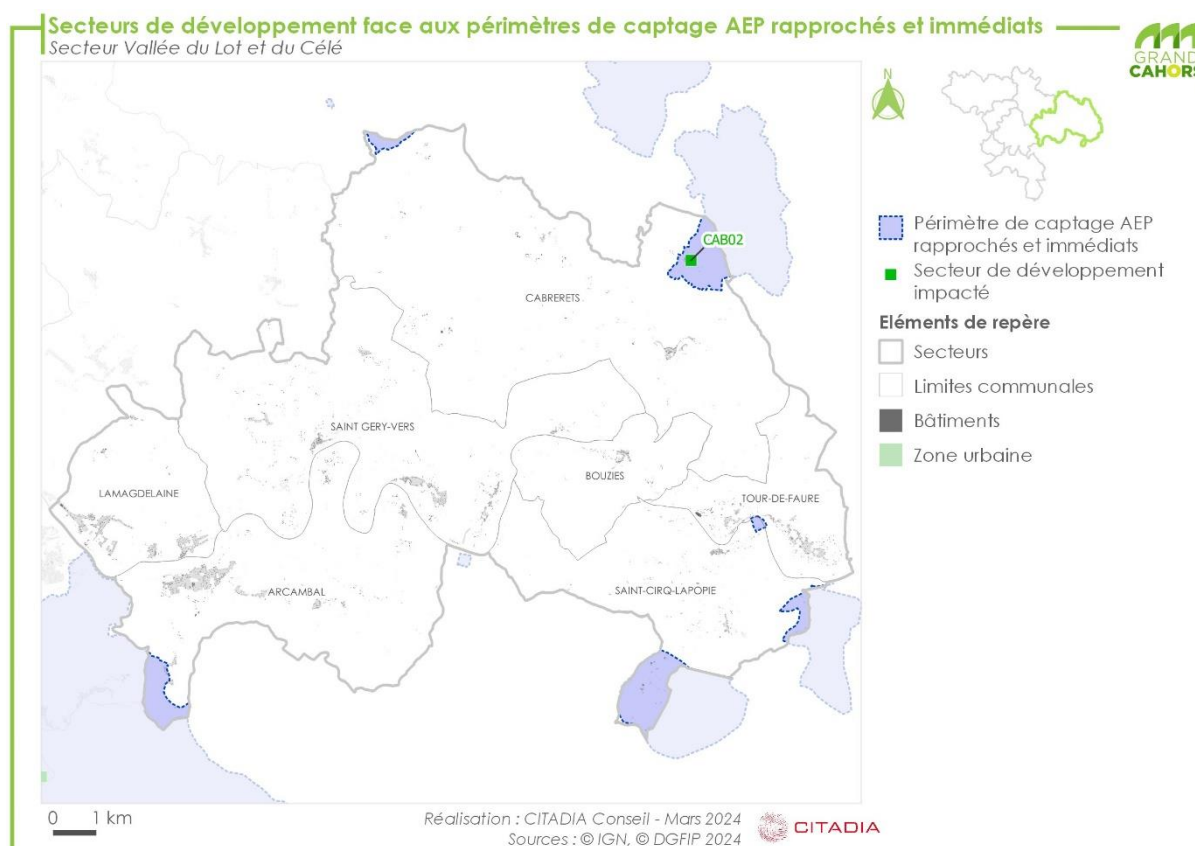 Secteurs de développement face aux périmètres de captage AEP rapprochés et immédiats
Secteur Vallée du Lot et du Célé
GRAND
CAHORS
N
CAB02
CABRERETS
SAINT GERY-VERS
LAMAGDELAINE
BOUZIES
TOUR-DE-FAURE
ARCAMBAL
SAINT-CIRQ-LAPOPIE
Périmètre de captage AEP
rapprochés et immédiats
Secteur de développement
impacté
Eléments de repère
Secteurs
Limites communales
Bâtiments
Zone urbaine
0 1 km
Réalisation : CITADIA Conseil - Mars 2024
Sources : © IGN, © DGFIP 2024
CITADIA